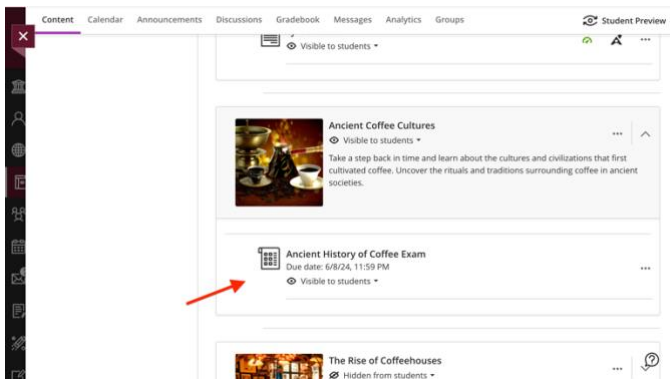 Content Calendar Announcements Discussions Gradebook Messages Analytics Groups Student Preview
Visible to students
Ancient Coffee Cultures
Visible to students
Take a step back in time and learn about the cultures and civilizations that first
cultivated coffee. Uncover the rituals and traditions surrounding coffee in ancient
societies.
Ancient History of Coffee Exam
Due date: 6/8/24, 11:59 PM
Visible to students
The Rise of Coffeehouses
Hidden from students